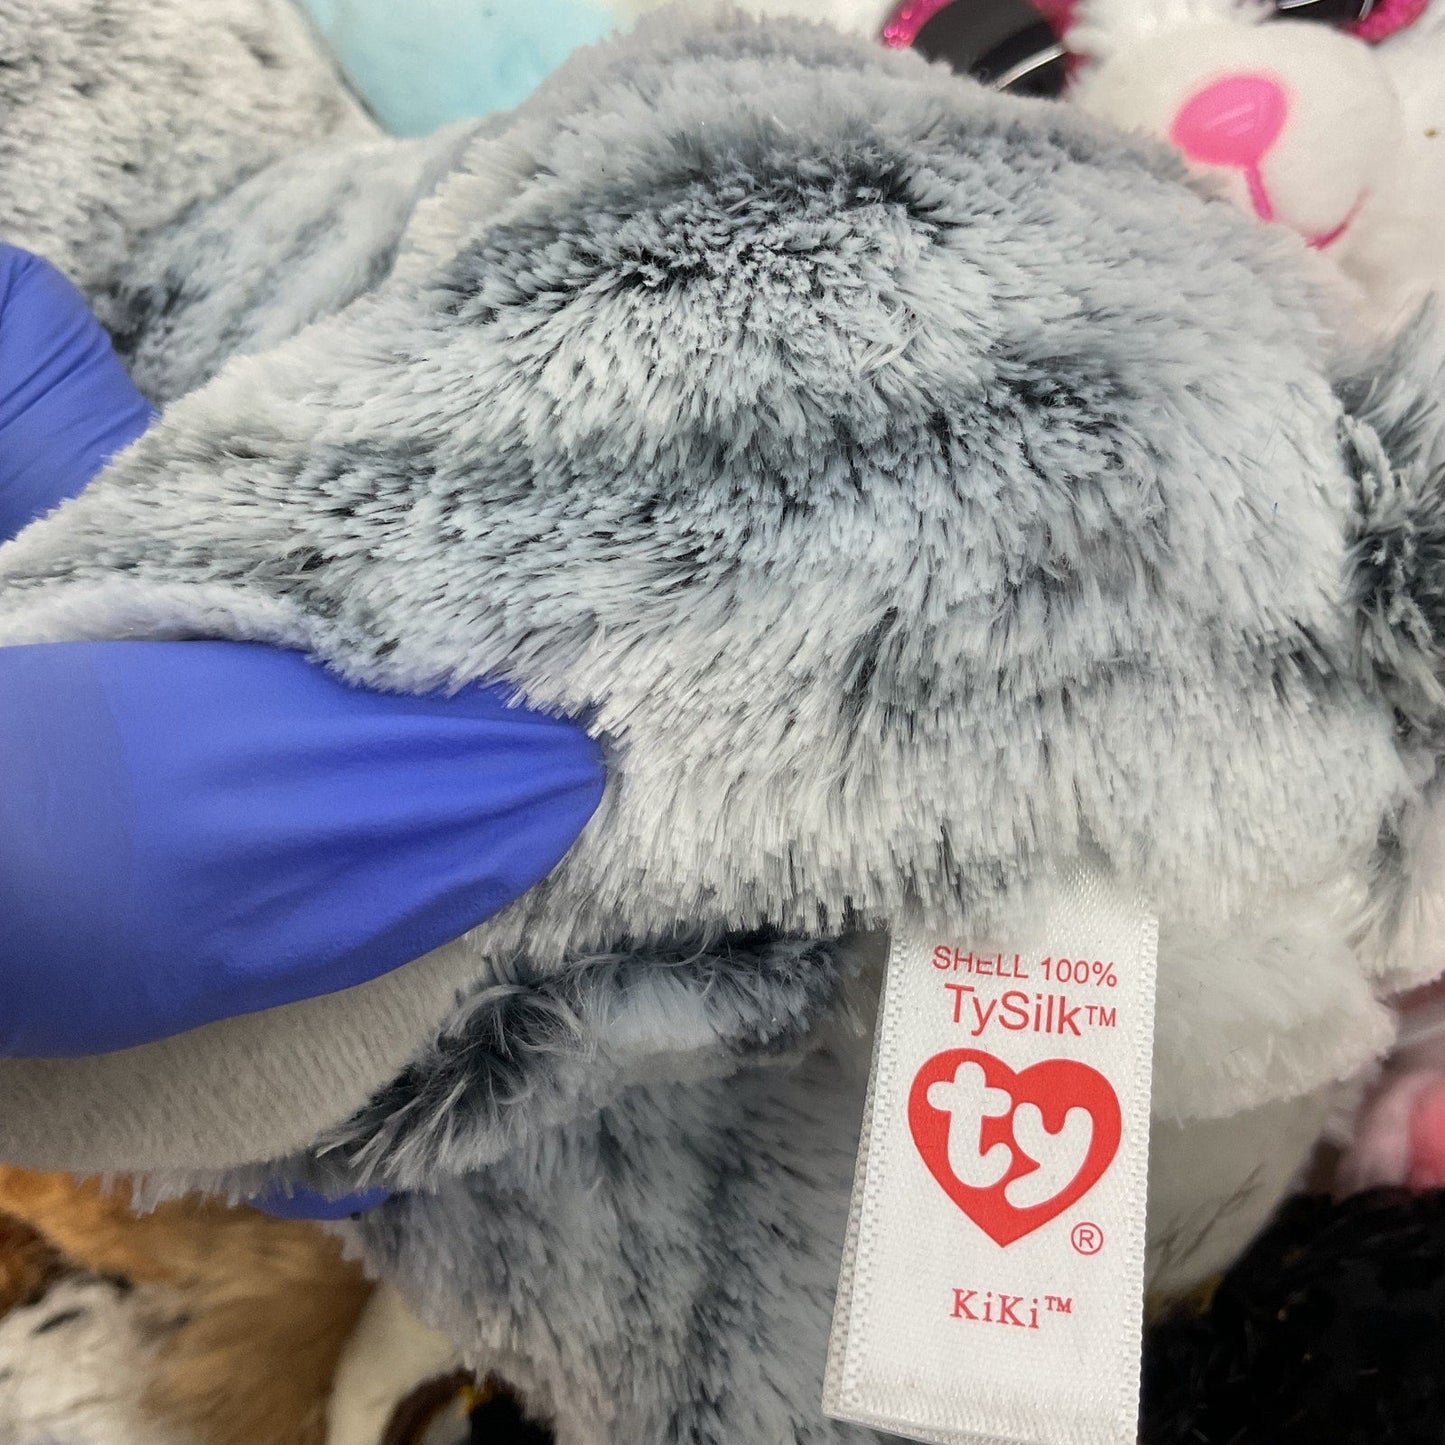 SHELL 100%
TySilk™
ty
®
KiKi™